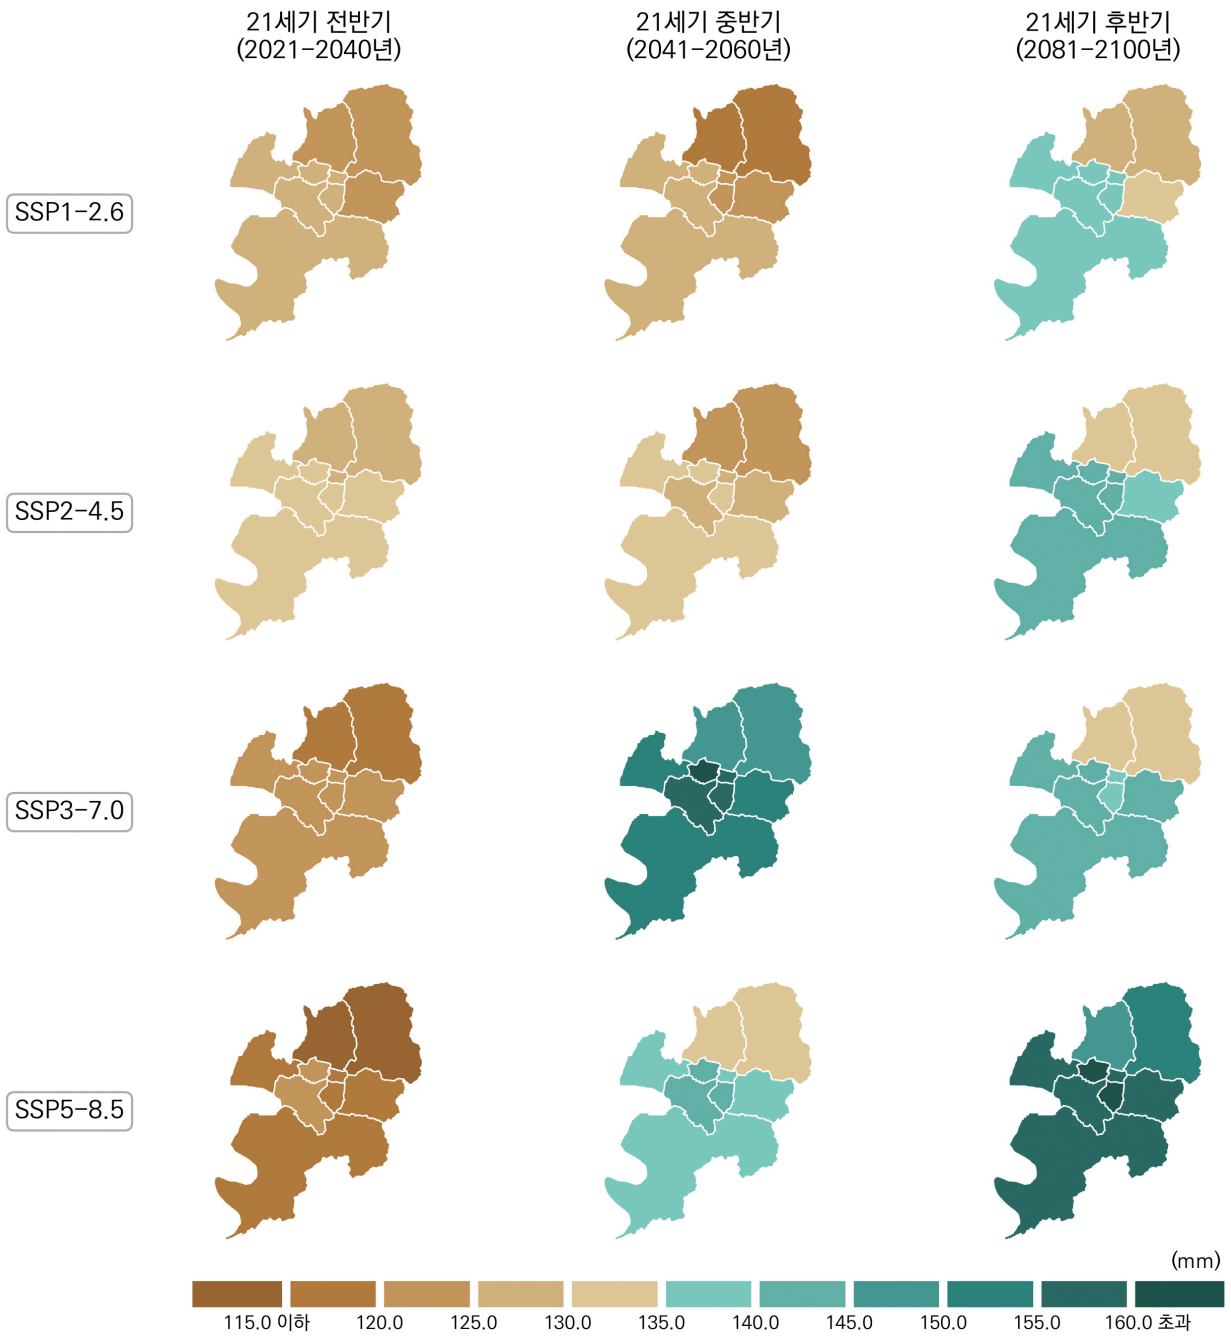 21세기 전반기
(2021-2040년)
21세기 중반기
(2041-2060년)
21세기 후반기
(2081-2100년)
SSP1-2.6
SSP2-4.5
SSP3-7.0
SSP5-8.5
(mm)
115.0 이하 120.0 125.0 130.0 135.0 140.0 145.0 150.0 155.0 160.0 초과